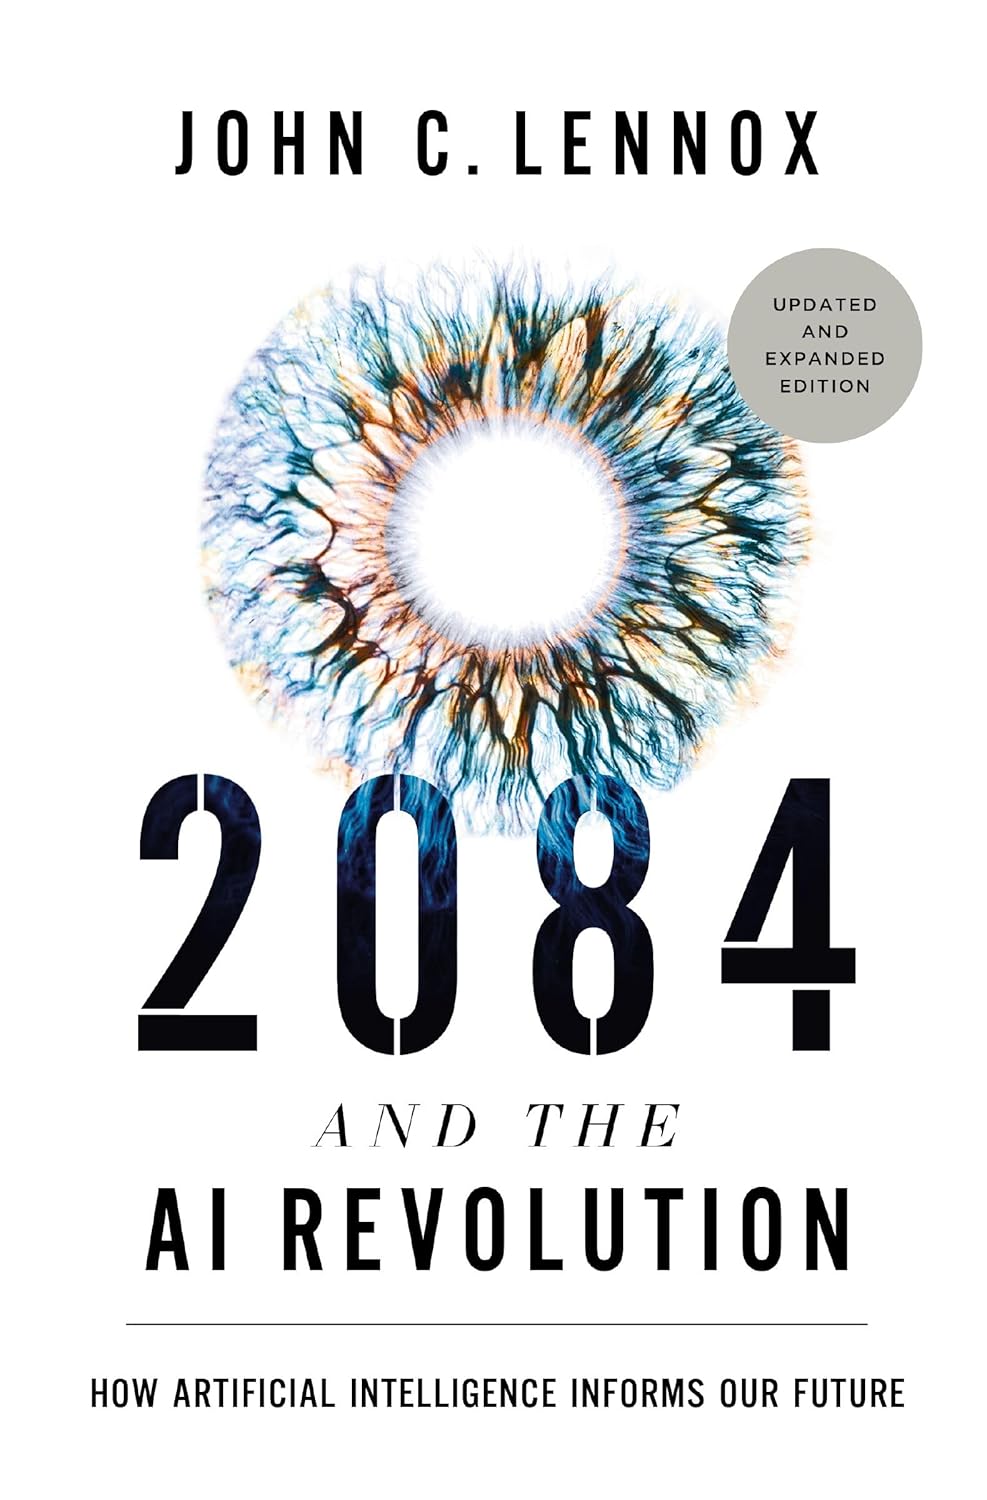 JOHN C. LENNOX
UPDATED
AND
EXPANDED
EDITION
2084
AND THE
AI REVOLUTION
HOW ARTIFICIAL INTELLIGENCE INFORMS OUR FUTURE